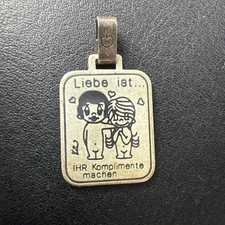 Liebe ist...
IHR Komplimente
machen